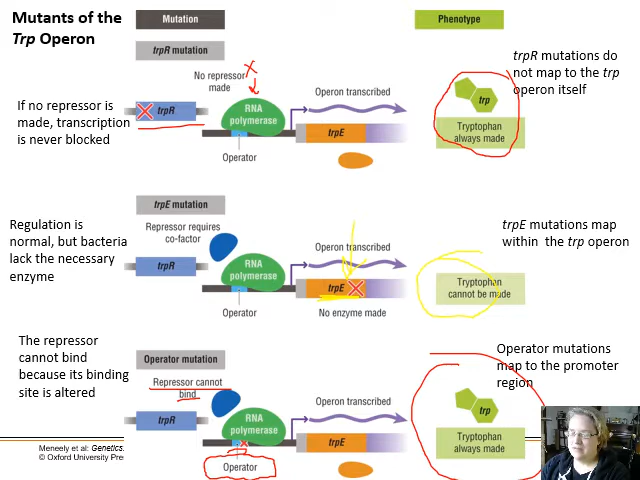 Mutants of the
Trp Operon
Mutation
Phenotype
trpR mutation
No repressor
made
trpR
RNA
polymerase
Operator
Operon transcribed
trpE
trp
Tryptophan
always made
If no repressor is
made, transcription
is never blocked
trpR mutations do
not map to the trp
operon itself
trpE mutation
Repressor requires
co-factor
trpR
RNA
polymerase
Operator
Operon transcribed
trpE
No enzyme made
Tryptophan
cannot be made
Regulation is
normal, but bacteria
lack the necessary
enzyme
trpE mutations map
within the trp operon
Operator mutation
Repressor cannot
bind
trpR
RNA
polymerase
Operator
Operon transcribed
trpE
trp
Tryptophan
always made
The repressor
cannot bind
because its binding
site is altered
Operator mutations
map to the promoter
region
Meneely et al: Genetics:
© Oxford University Pre